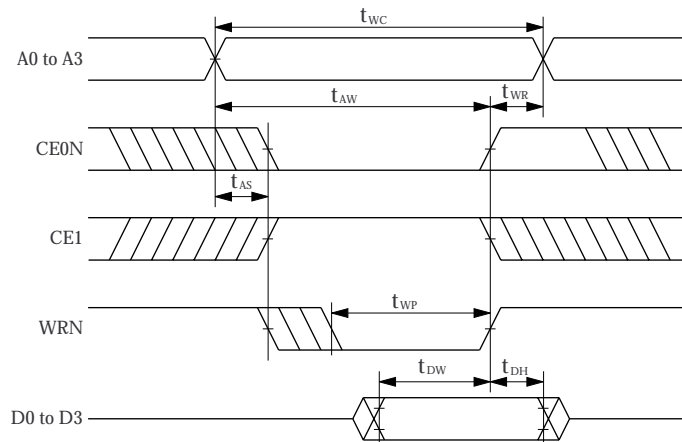 tWC
A0 to A3
tAW
tWR
CE0N
tAS
CE1
tWP
WRN
tDW
tDH
D0 to D3